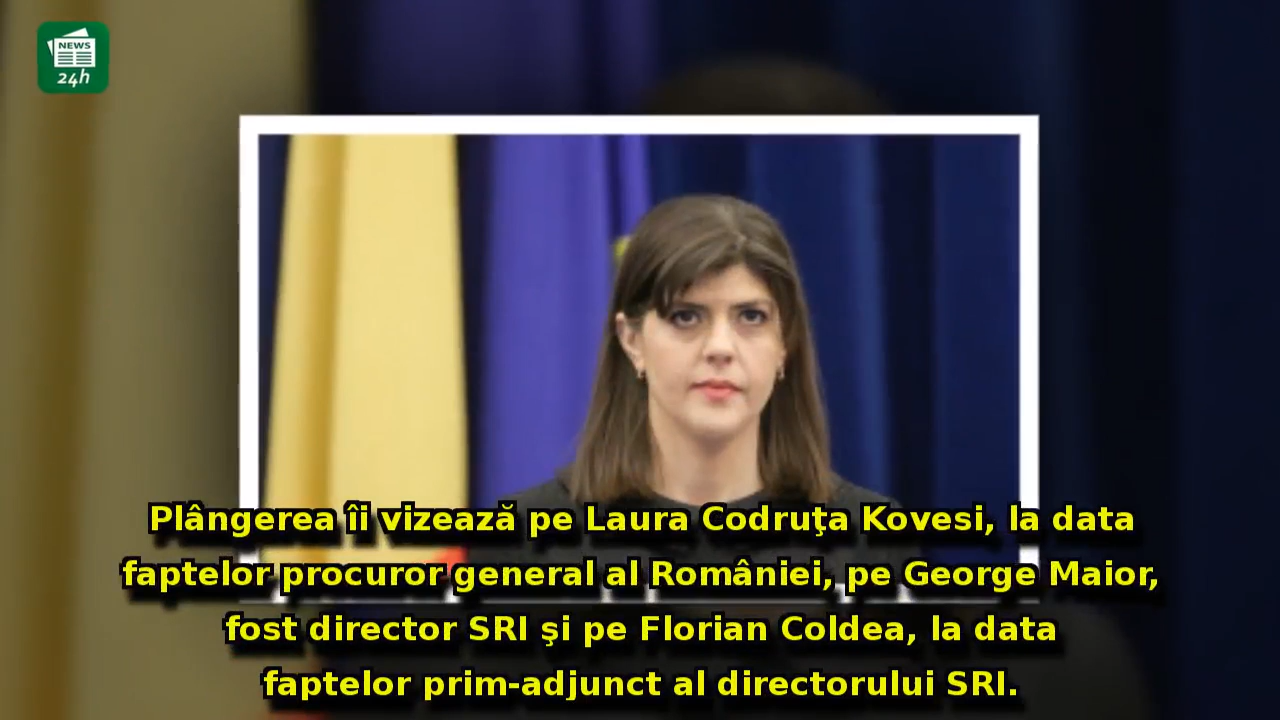 NEWS
24h
Plângerea îi vizează pe Laura Codruţa Kovesi, la data
faptelor procuror general al României, pe George Maior,
fost director SRI şi pe Florian Coldea, la data
faptelor prim-adjunct al directorului SRI.